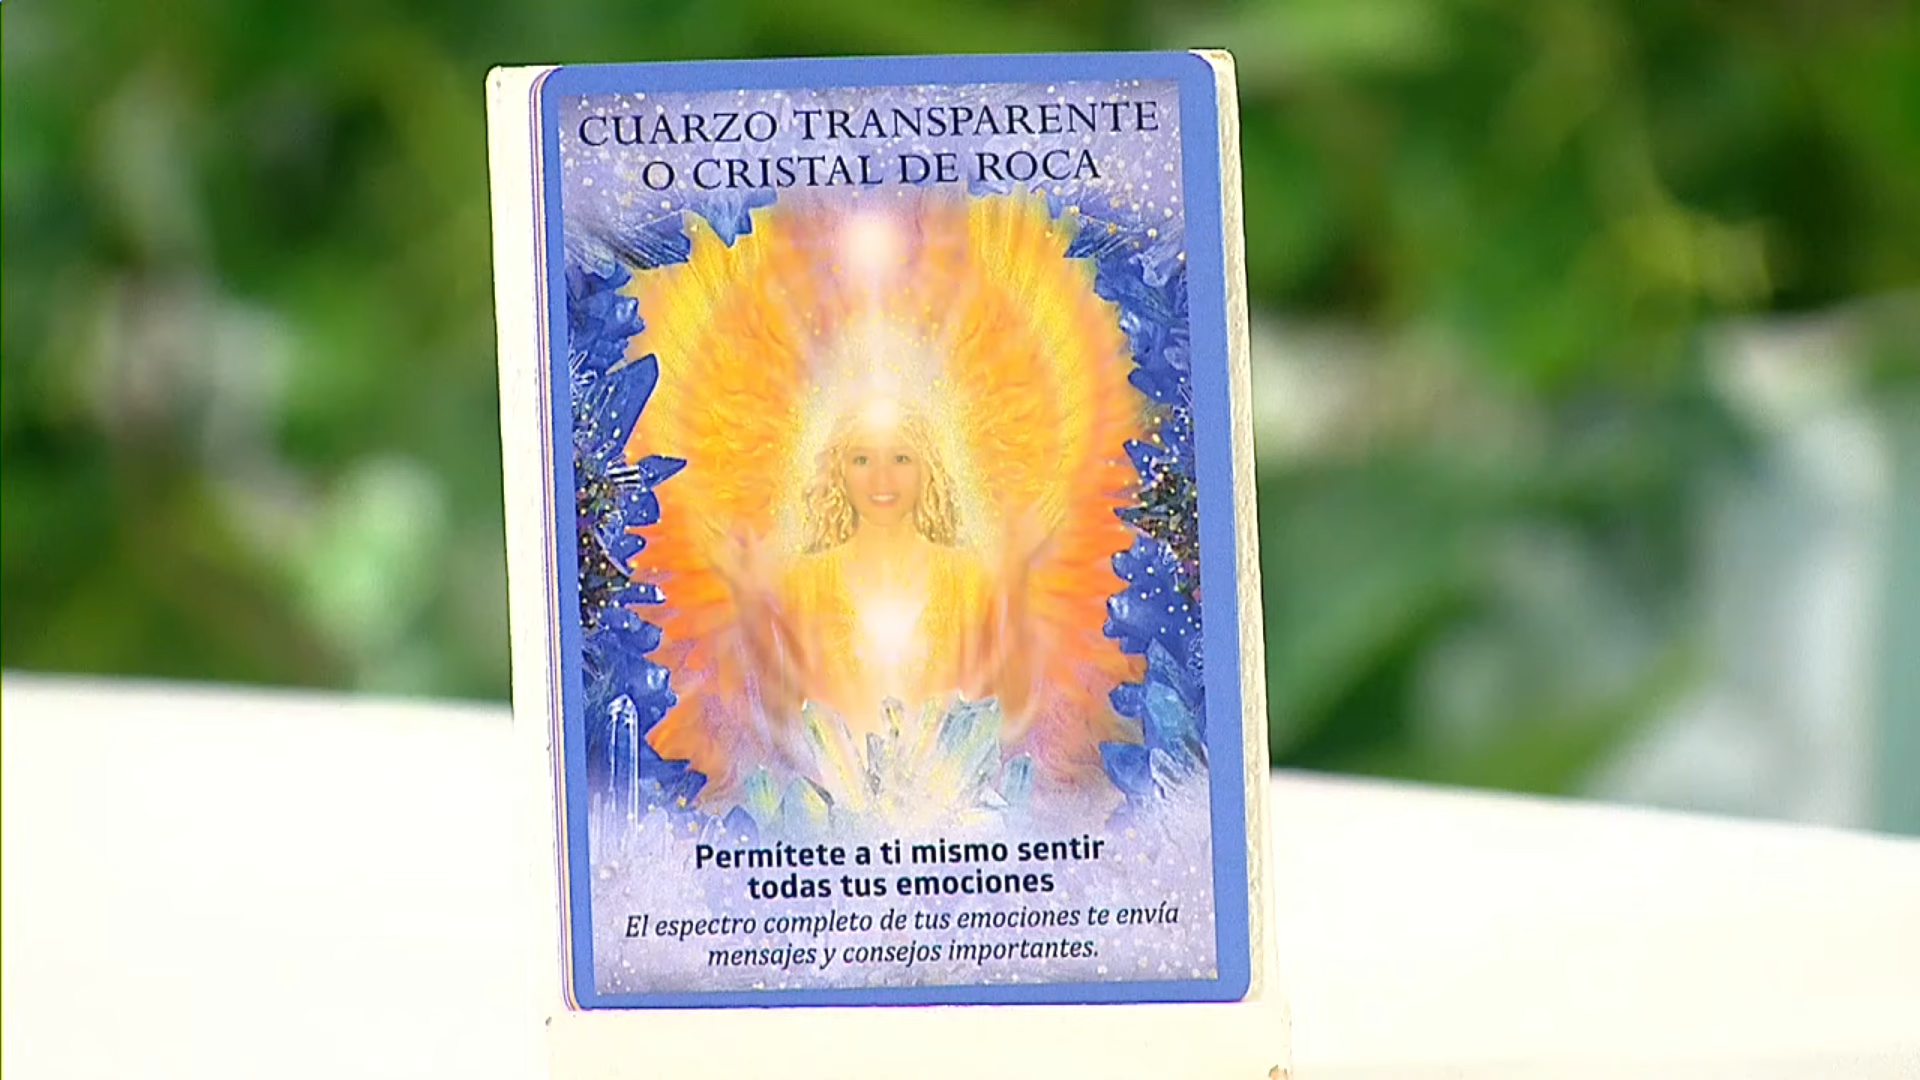 CUARZO TRANSPARENTE
O CRISTAL DE ROCA
Permítete a ti mismo sentir
todas tus emociones
El espectro completo de tus emociones te envía
mensajes y consejos importantes.